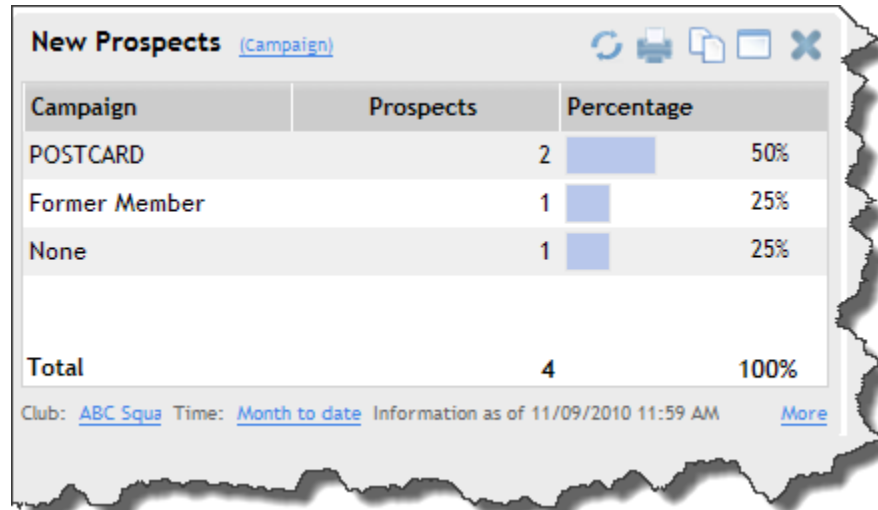 New Prospects (Campaign)
Campaign Prospects Percentage
POSTCARD 2 50%
Former Member 1 25%
None 1 25%
Total 4 100%
Club: ABC Squa Time: Month to date Information as of 11/09/2010 11:59 AM More